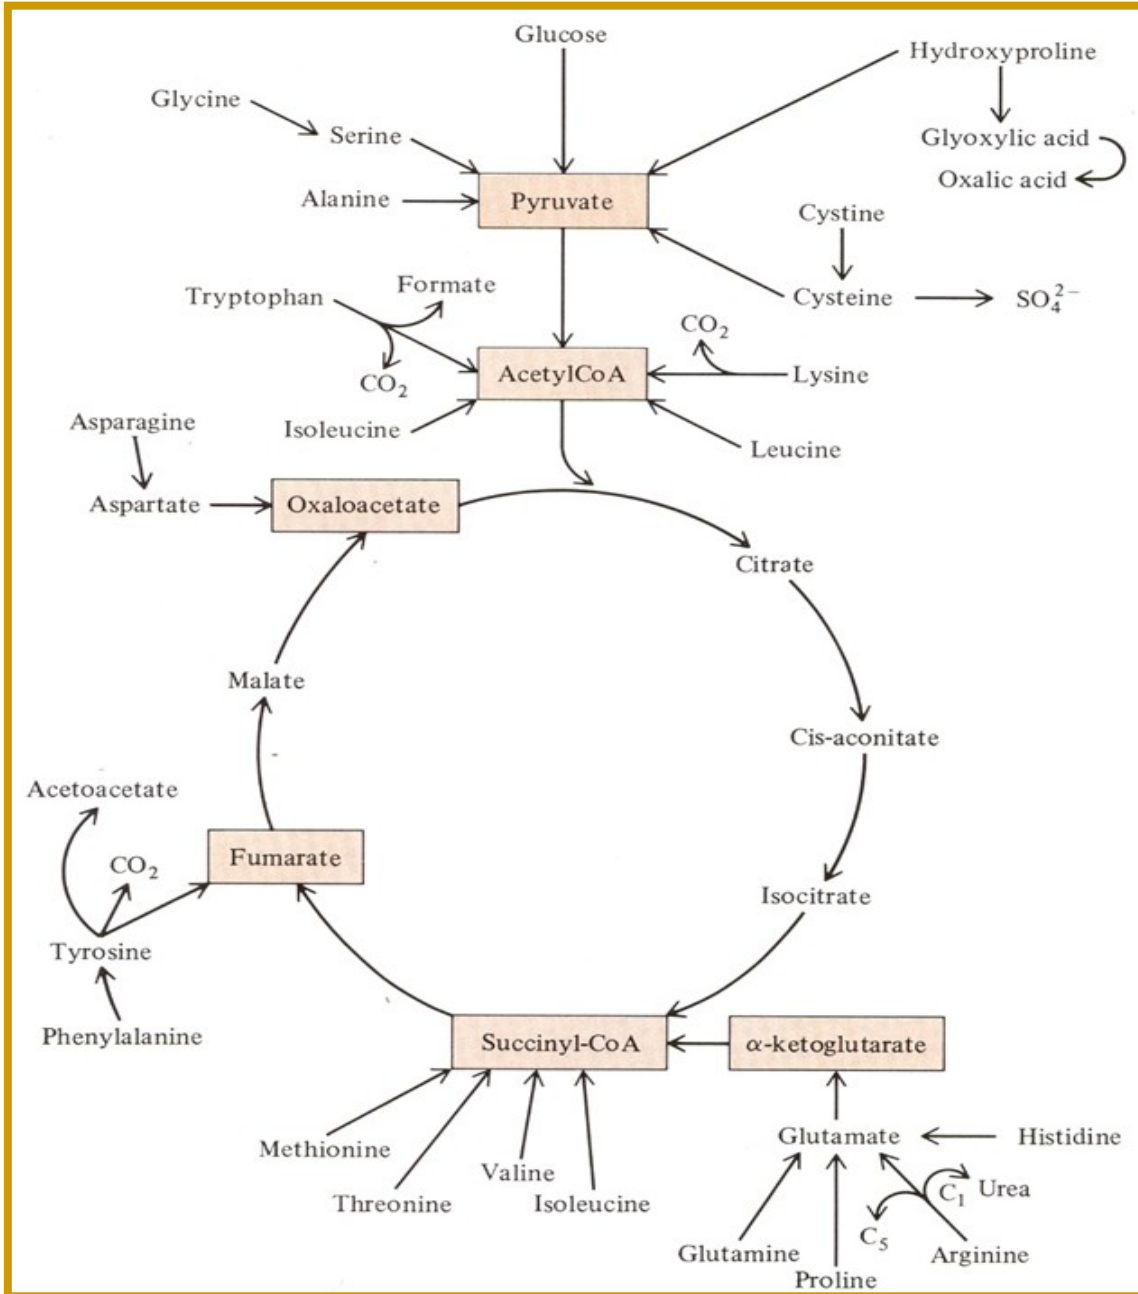 Glucose
Hydroxyproline
Glycine
Serine
Glyoxylic acid
Oxalic acid
Alanine
Pyruvate
Cystine
Tryptophan
Formate
Cysteine
SO₄²⁻
CO₂
CO₂
AcetylCoA
Lysine
Asparagine
Isoleucine
Leucine
Aspartate
Oxaloacetate
Citrate
Malate
Cis-aconitate
Acetoacetate
CO₂
Fumarate
Isocitrate
Tyrosine
Phenylalanine
Succinyl-CoA
α-ketoglutarate
Methionine
Glutamate
Histidine
Valine
Threonine
Isoleucine
C₁
Urea
C₅
Glutamine
Arginine
Proline